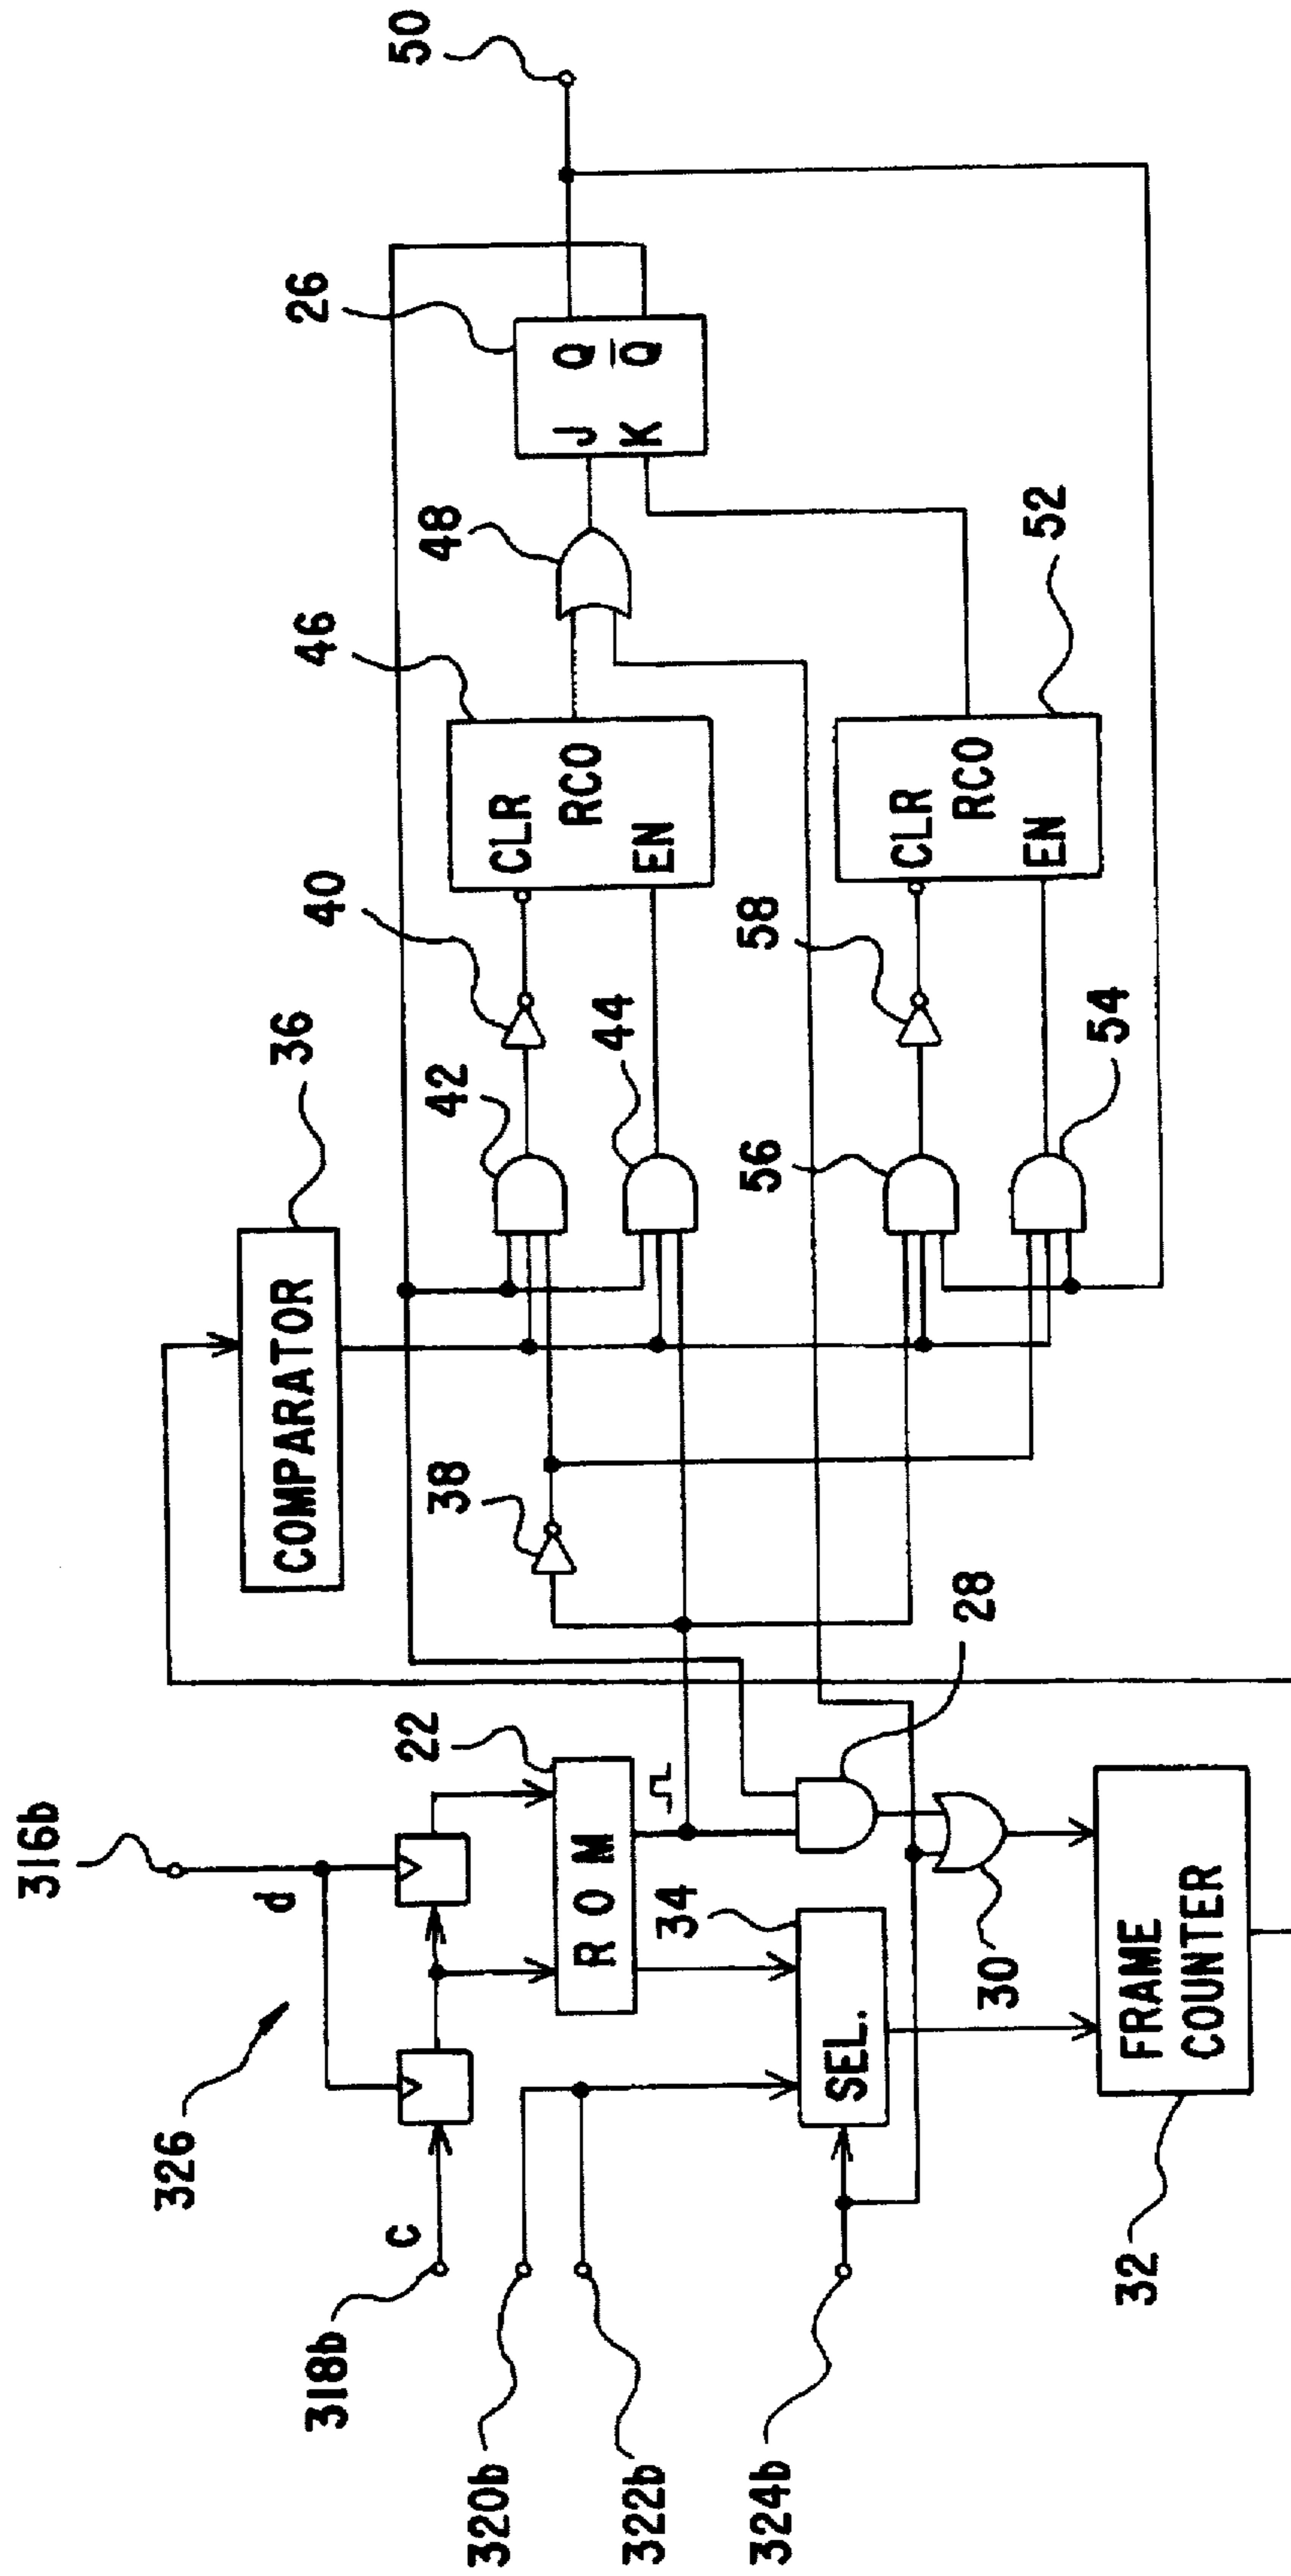 326
316b
d
318b
C
320b
322b
324b
22
ROM
34
SEL.
28
30
FRAME
COUNTER
32
COMPARATOR
36
38
42
40
44
46
CLR
RCO
EN
48
26
J Q
K Q̅
50
56
58
54
CLR
RCO
EN
52